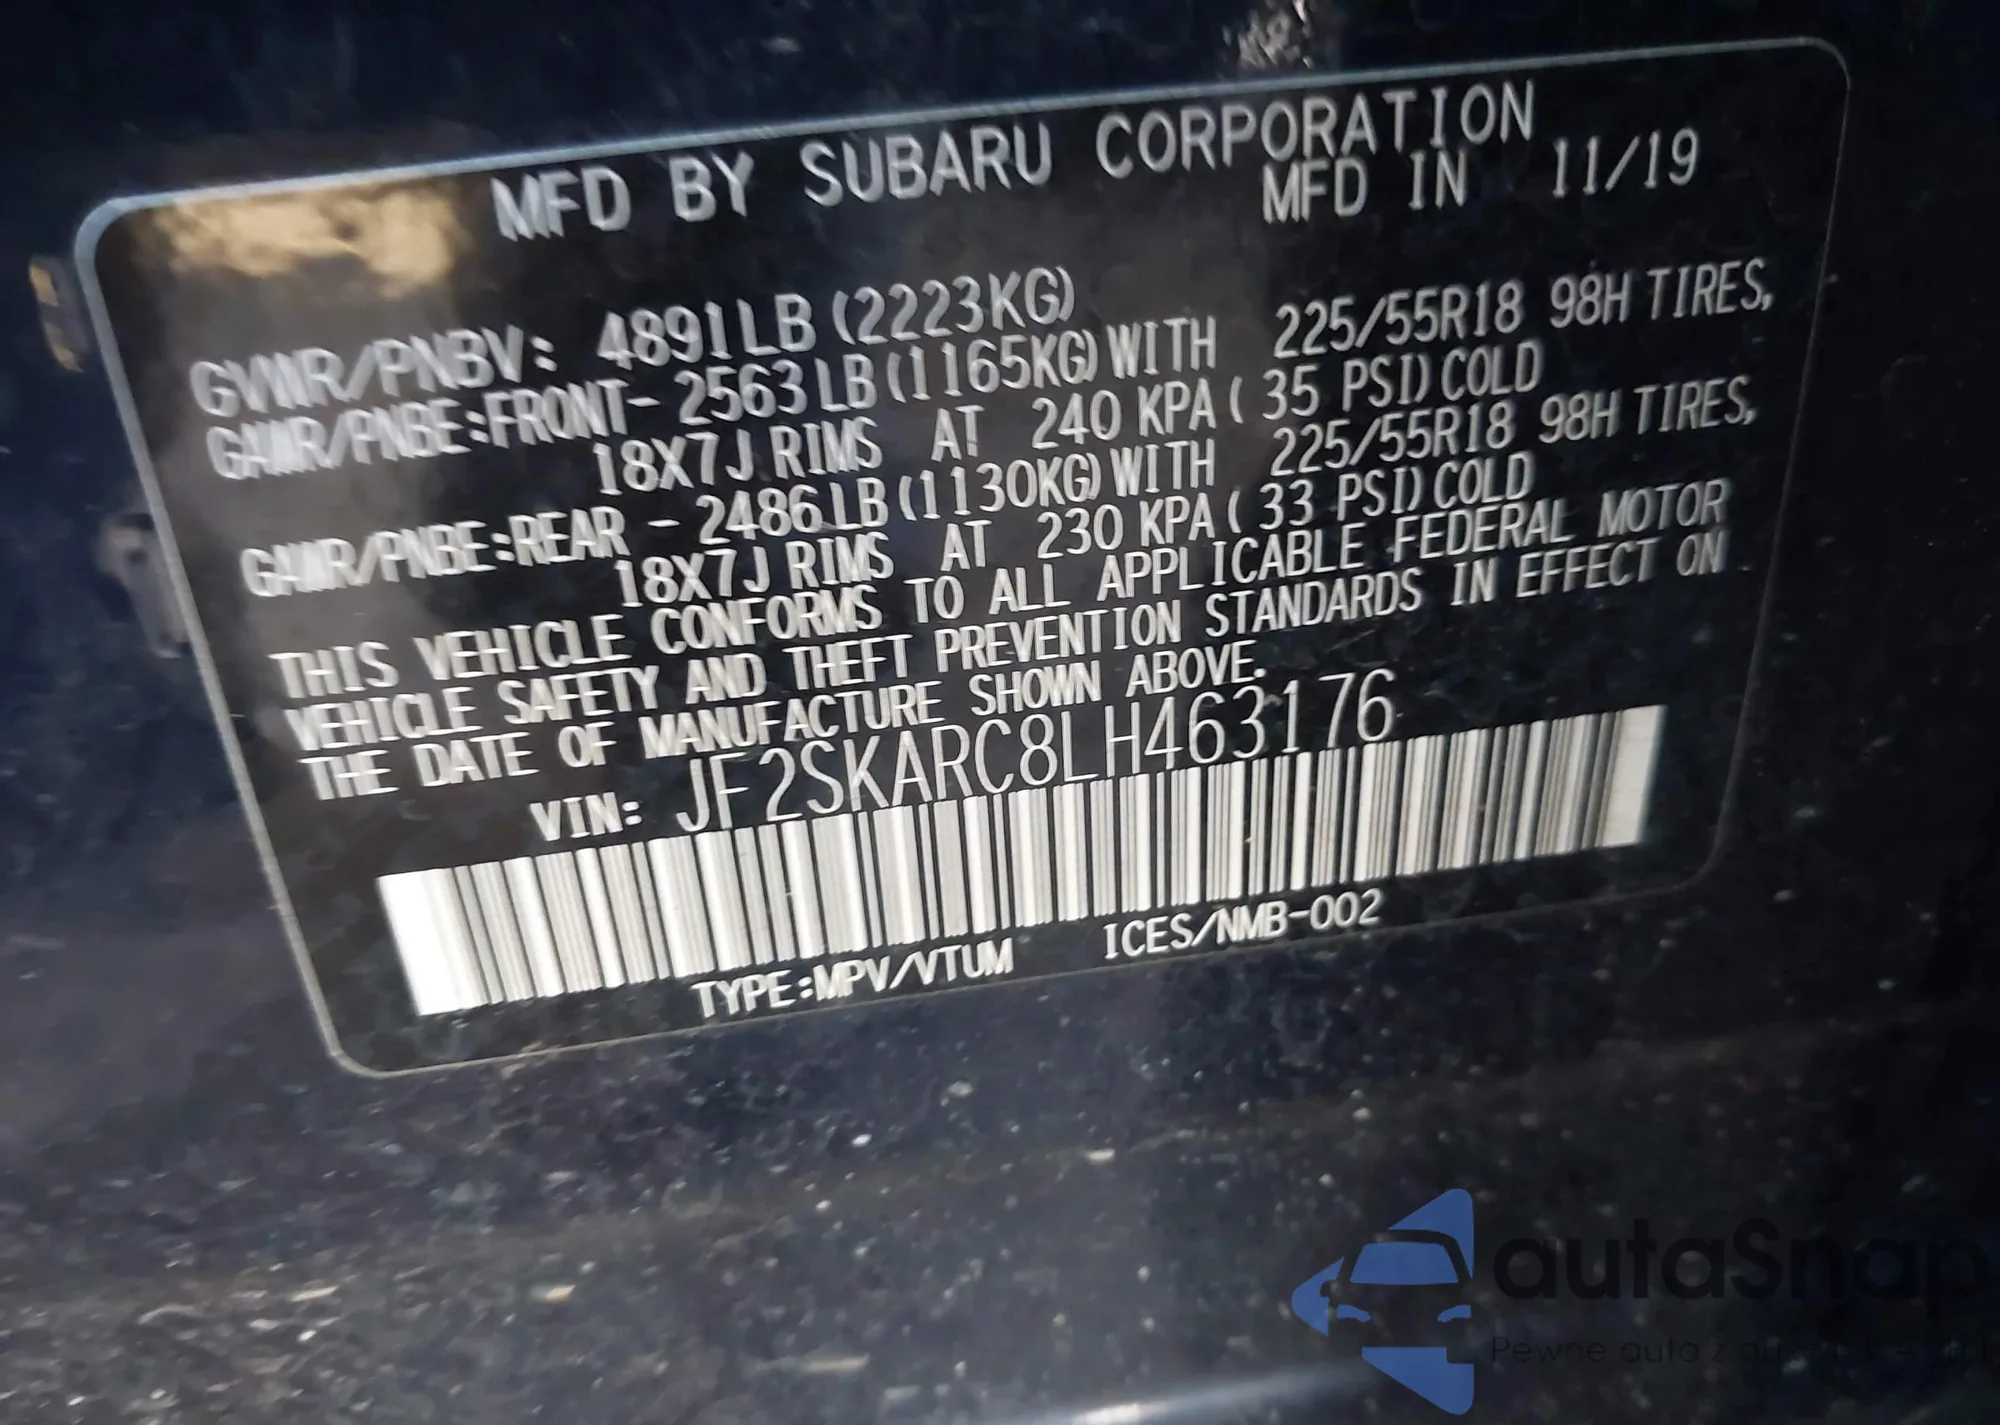 MFD BY SUBARU CORPORATION
MFD IN 11/19
GVWR/PNBV: 4891LB (2223KG)
GAWR/PNBE:FRONT- 2563LB(1165KG)WITH 225/55R18 98H TIRES,
18X7J RIMS AT 240 KPA( 35 PSI)COLD
GAWR/PNBE:REAR - 2486LB(1130KG)WITH 225/55R18 98H TIRES,
18X7J RIMS AT 230 KPA( 33 PSI)COLD
THIS VEHICLE CONFORMS TO ALL APPLICABLE FEDERAL MOTOR
VEHICLE SAFETY AND THEFT PREVENTION STANDARDS IN EFFECT ON
THE DATE OF MANUFACTURE SHOWN ABOVE.
VIN: JF2SKARC8LH463176
TYPE:MPV/VTUM ICES/NMB-002
autaSnap
Pewne auta z